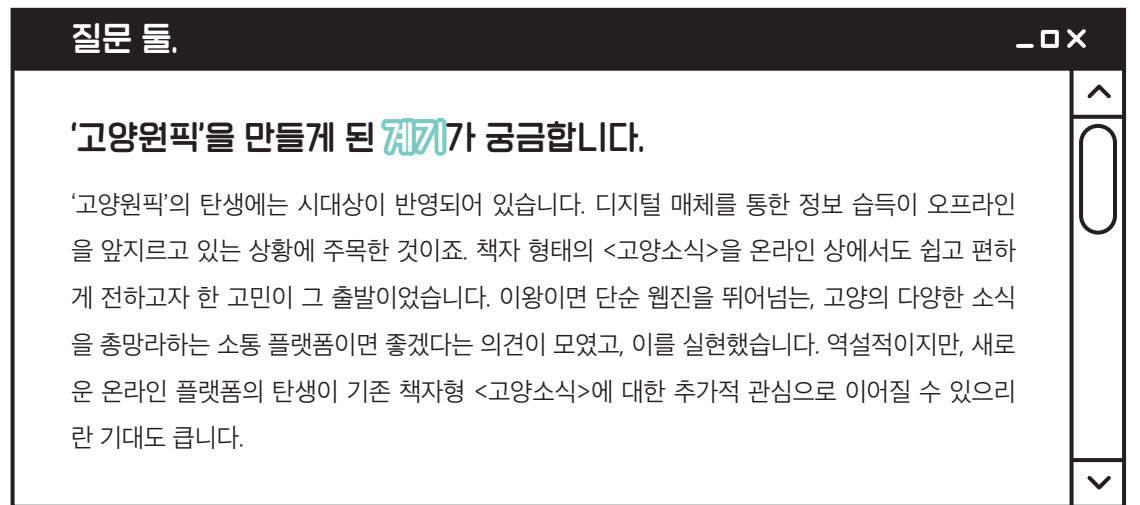 질문 둘.
‘고양원픽’을 만들게 된 계기가 궁금합니다.
‘고양원픽’의 탄생에는 시대상이 반영되어 있습니다. 디지털 매체를 통한 정보 습득이 오프라인
을 앞지르고 있는 상황에 주목한 것이죠. 책자 형태의 <고양소식>을 온라인 상에서도 쉽고 편하
게 전하고자 한 고민이 그 출발이었습니다. 이왕이면 단순 웹진을 뛰어넘는, 고양의 다양한 소식
을 총망라하는 소통 플랫폼이면 좋겠다는 의견이 모였고, 이를 실현했습니다. 역설적이지만, 새로
운 온라인 플랫폼의 탄생이 기존 책자형 <고양소식>에 대한 추가적 관심으로 이어질 수 있으리
란 기대도 큽니다.